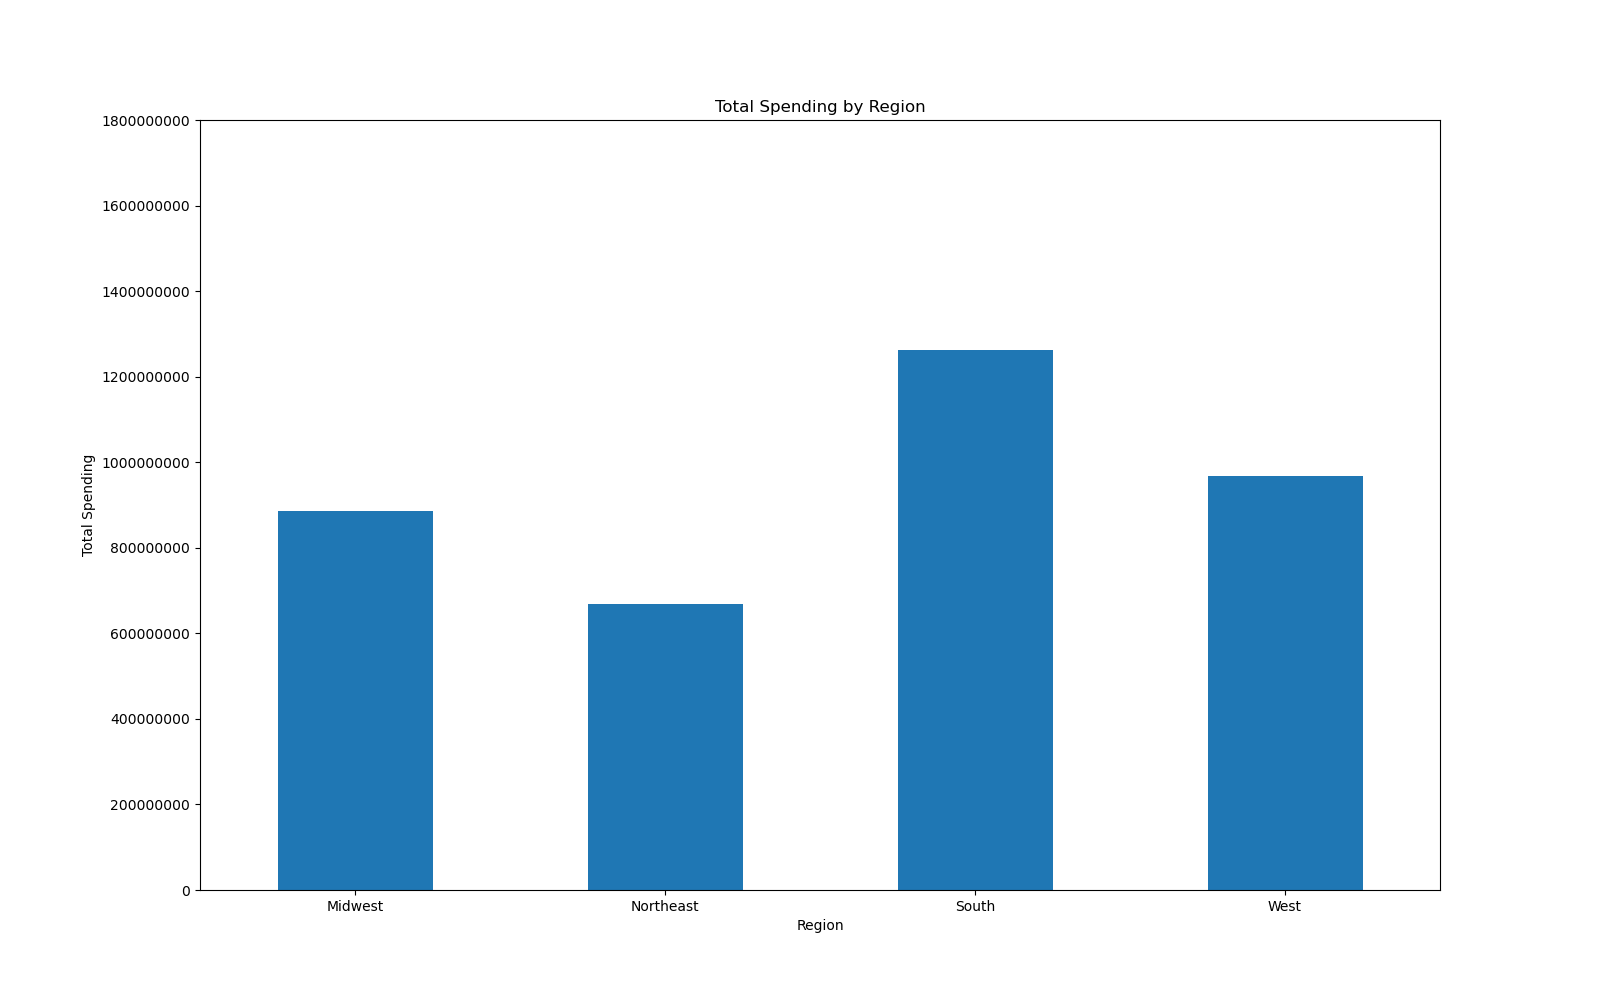 Total Spending by Region
1800000000
1600000000
1400000000
1200000000
1000000000
800000000
600000000
400000000
200000000
0
Total Spending
Midwest Northeast South West
Region